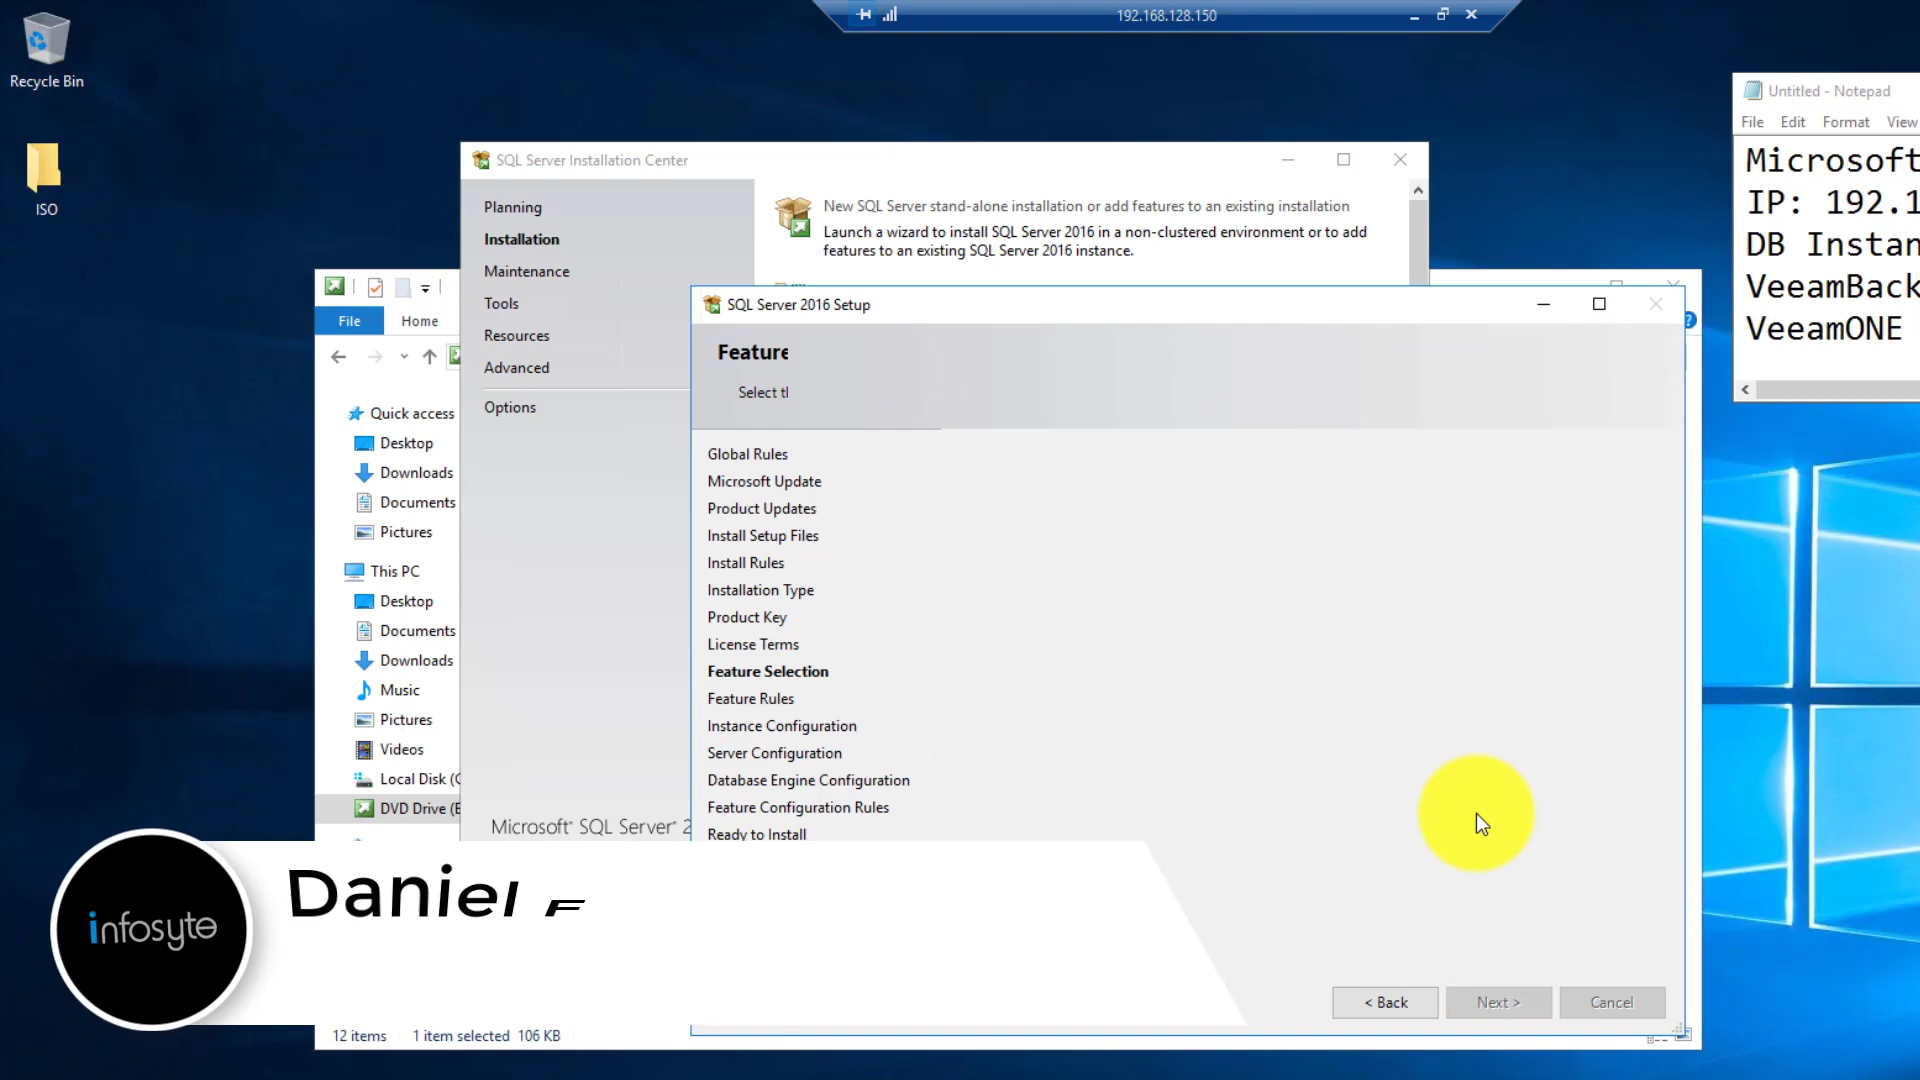 192.168.128.150
Recycle Bin
ISO
Untitled - Notepad
File Edit Format View
Microsoft
IP: 192.1
DB Instan
VeeamBack
VeeamONE
SQL Server Installation Center
Planning
Installation
Maintenance
Tools
Resources
Advanced
Options
New SQL Server stand-alone installation or add features to an existing installation
Launch a wizard to install SQL Server 2016 in a non-clustered environment or to add
features to an existing SQL Server 2016 instance.
Microsoft SQL Server 2
File Home
Quick access
Desktop
Downloads
Documents
Pictures
This PC
Desktop
Documents
Downloads
Music
Pictures
Videos
Local Disk (C
DVD Drive (E
12 items 1 item selected 106 KB
SQL Server 2016 Setup
Feature
Select th
Global Rules
Microsoft Update
Product Updates
Install Setup Files
Install Rules
Installation Type
Product Key
License Terms
Feature Selection
Feature Rules
Instance Configuration
Server Configuration
Database Engine Configuration
Feature Configuration Rules
Ready to Install
< Back Next > Cancel
infosyte
Daniel